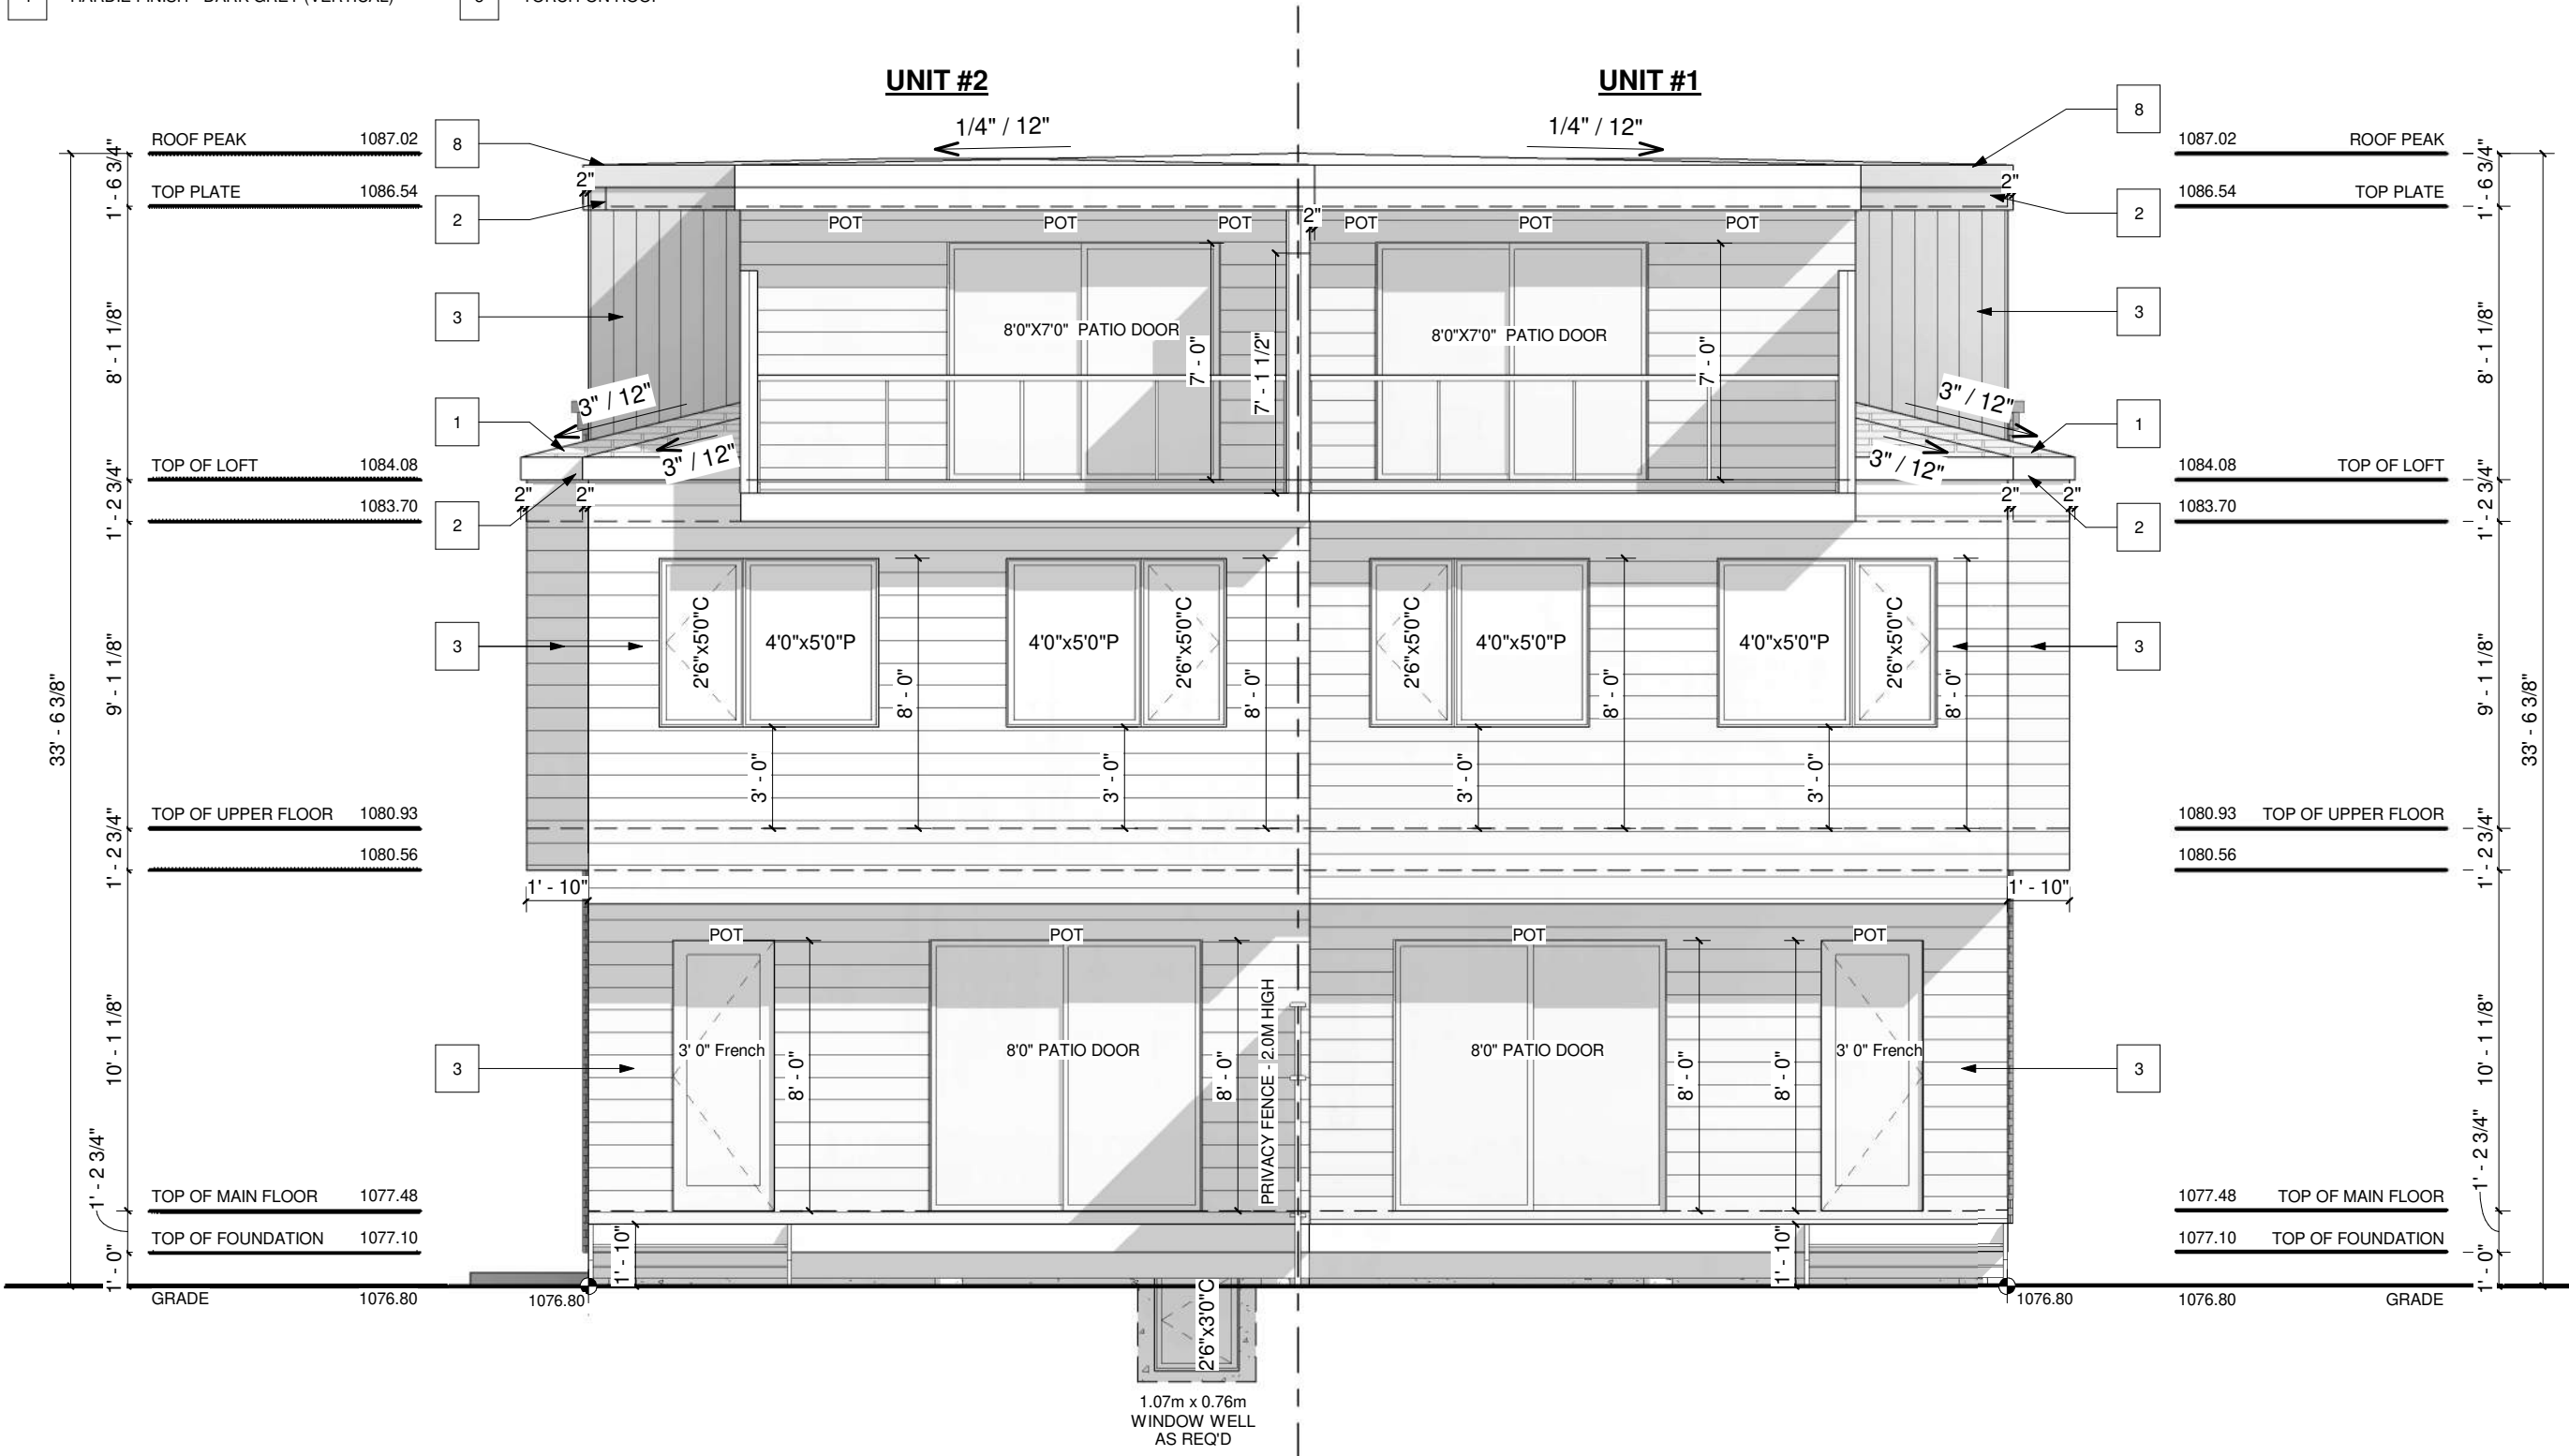 UNIT #2
UNIT #1
1/4" / 12"
1/4" / 12"
ROOF PEAK 1087.02
8
8
1087.02 ROOF PEAK
1' - 6 3/4"
2"
2"
1' - 6 3/4"
TOP PLATE 1086.54
2
2
1086.54 TOP PLATE
POT
POT
POT
2"
POT
POT
POT
3
8'0"X7'0" PATIO DOOR
8'0"X7'0" PATIO DOOR
3
8' - 1 1/8"
7' - 0"
7' - 1 1/2"
7' - 0"
8' - 1 1/8"
3" / 12"
3" / 12"
1
1
3" / 12"
3" / 12"
TOP OF LOFT 1084.08
1084.08 TOP OF LOFT
1' - 2 3/4"
2"
2"
2"
2"
1' - 2 3/4"
1083.70
2
2
1083.70
33' - 6 3/8"
9' - 1 1/8"
3
2'6"x5'0"C
4'0"x5'0"P
8' - 0"
4'0"x5'0"P
2'6"x5'0"C
8' - 0"
2'6"x5'0"C
4'0"x5'0"P
8' - 0"
4'0"x5'0"P
2'6"x5'0"C
8' - 0"
3
9' - 1 1/8"
33' - 6 3/8"
3' - 0"
3' - 0"
3' - 0"
3' - 0"
TOP OF UPPER FLOOR 1080.93
1080.93 TOP OF UPPER FLOOR
1' - 2 3/4"
1' - 2 3/4"
1080.56
1080.56
1' - 10"
1' - 10"
POT
POT
POT
POT
10' - 1 1/8"
3
3' 0" French
8' - 0"
8'0" PATIO DOOR
8' - 0"
PRIVACY FENCE - 2.0M HIGH
8'0" PATIO DOOR
8' - 0"
8' - 0"
3' 0" French
3
10' - 1 1/8"
1' - 2 3/4"
1' - 2 3/4"
TOP OF MAIN FLOOR 1077.48
1077.48 TOP OF MAIN FLOOR
TOP OF FOUNDATION 1077.10
1077.10 TOP OF FOUNDATION
1' - 0"
1' - 10"
1' - 10"
1' - 0"
GRADE 1076.80
1076.80
2'6"x3'0"C
1076.80
1076.80 GRADE
1.07m x 0.76m
WINDOW WELL
AS REQ'D